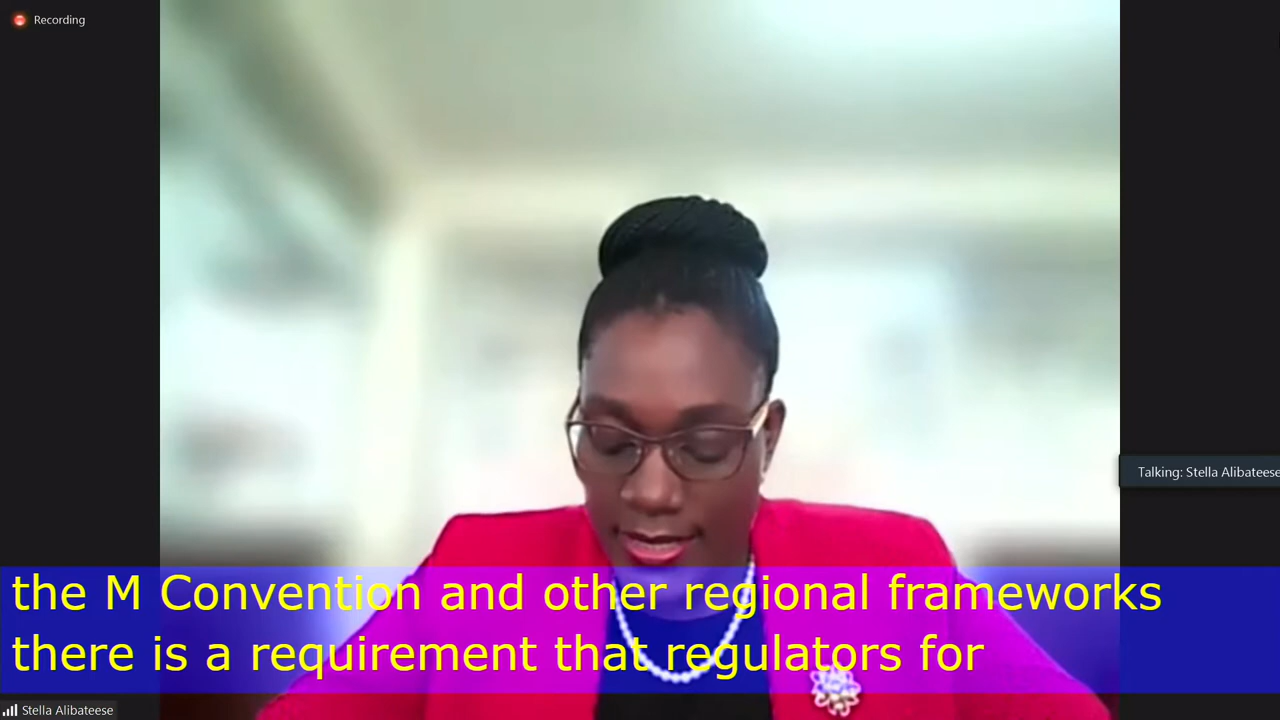 Recording
Talking: Stella Alibateese
the M Convention and other regional frameworks
there is a requirement that regulators for
Stella Alibateese